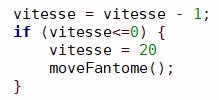 vitesse = vitesse - 1;
if (vitesse<=0) {
    vitesse = 20
    moveFantome();
}